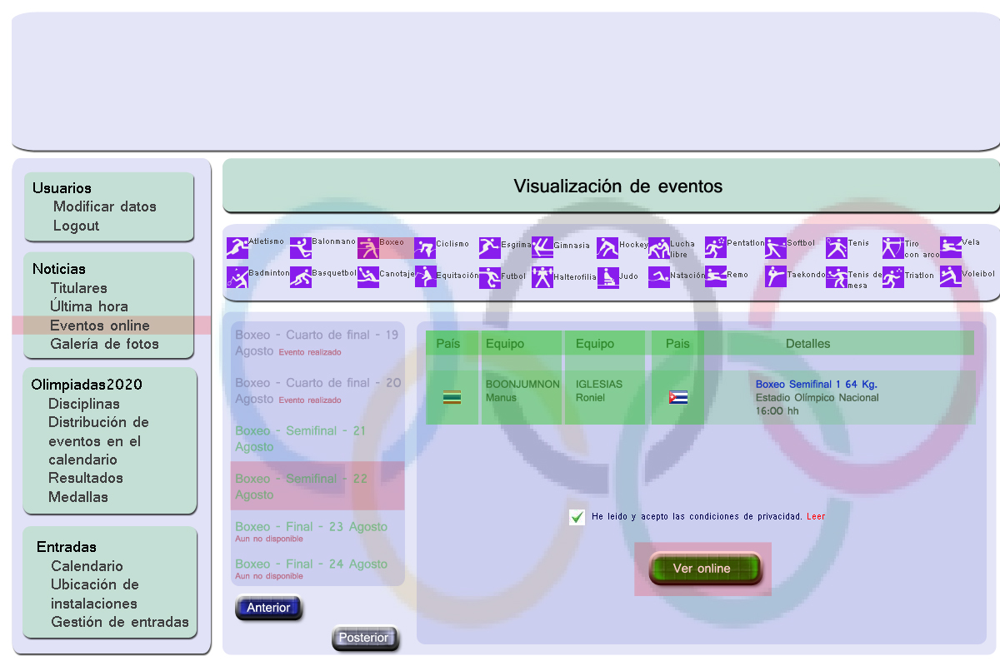 Usuarios
Modificar datos
Logout
Noticias
Titulares
Última hora
Eventos online
Galería de fotos
Olimpiadas2020
Disciplinas
Distribución de
eventos en el
calendario
Resultados
Medallas
Entradas
Calendario
Ubicación de
instalaciones
Gestión de entradas
Visualización de eventos
Atletismo
Balonmano
Boxeo
Ciclismo
Esgrima
Gimnasia
Hockey
Lucha
libre
Pentatlon
Softbol
Tenis
Tiro
con arco
Vela
Badminton
Basquetbol
Canotaje
Equitación
Futbol
Halterofilia
Judo
Natación
Remo
Taekondo
Tenis de
mesa
Triatlon
Voleibol
Boxeo - Cuarto de final - 19
Agosto Evento realizado
Boxeo - Cuarto de final - 20
Agosto Evento realizado
Boxeo - Semifinal - 21
Agosto
Boxeo - Semifinal - 22
Agosto
Boxeo - Final - 23 Agosto
Aun no disponible
Boxeo - Final - 24 Agosto
Aun no disponible
Anterior
Posterior
País Equipo Equipo Pais Detalles
BOONJUMNON IGLESIAS Boxeo Semifinal 1 64 Kg.
Manus Roniel Estadio Olímpico Nacional
16:00 hh
He leido y acepto las condiciones de privacidad. Leer
Ver online